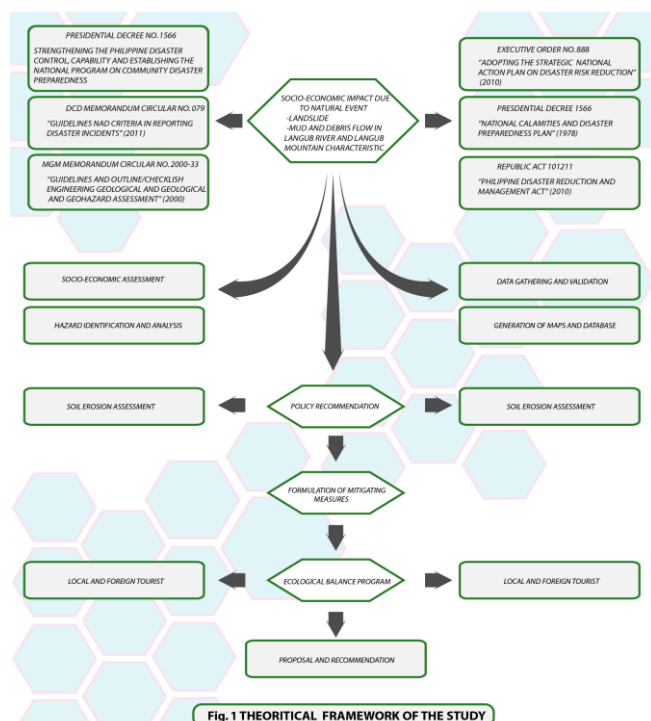 PRESIDENTIAL DECREE NO. 1566
STRENGTHENING THE PHILIPPINE DISASTER
CONTROL, CAPABILITY AND ESTABLISHING THE
NATIONAL PROGRAM ON COMMUNITY DISASTER
PREPAREDNESS
DCD MEMORANDUM CIRCULAR NO. 079
"GUIDELINES NAD CRITERIA IN REPORTING
DISASTER INCIDENTS" (2011)
MGM MEMORANDUM CIRCULAR NO. 2000-33
"GUIDELINES AND OUTLINE/CHECKLISH
ENGINEERING GEOLOGICAL AND GEOLOGICAL
AND GEOHAZARD ASSESSMENT" (2000)
SOCIO-ECONOMIC IMPACT DUE
TO NATURAL EVENT
-LANDSLIDE
-MUD AND DEBRIS FLOW IN
LANGUB RIVER AND LANGUB
MOUNTAIN CHARACTERISTIC
EXECUTIVE ORDER NO. 888
"ADOPTING THE STRATEGIC NATIONAL
ACTION PLAN ON DISASTER RISK REDUCTION"
(2010)
PRESIDENTIAL DECREE 1566
"NATIONAL CALAMITIES AND DISASTER
PREPAREDNESS PLAN" (1978)
REPUBLIC ACT 101211
"PHILIPPINE DISASTER REDUCTION AND
MANAGEMENT ACT" (2010)
SOCIO-ECONOMIC ASSESSMENT
DATA GATHERING AND VALIDATION
HAZARD IDENTIFICATION AND ANALYSIS
GENERATION OF MAPS AND DATABASE
SOIL EROSION ASSESSMENT
POLICY RECOMMENDATION
SOIL EROSION ASSESSMENT
FORMULATION OF MITIGATING
MEASURES
LOCAL AND FOREIGN TOURIST
ECOLOGICAL BALANCE PROGRAM
LOCAL AND FOREIGN TOURIST
PROPOSAL AND RECOMMENDATION
Fig. 1 THEORITICAL FRAMEWORK OF THE STUDY